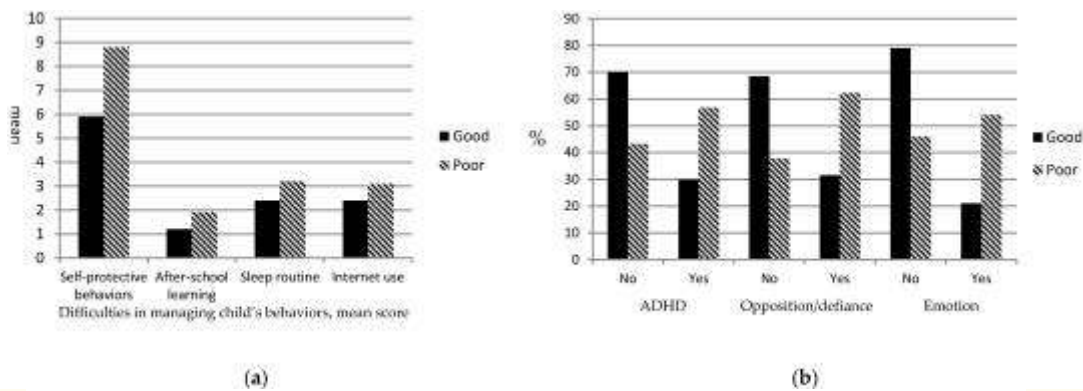 10
9
8
7
6
5
4
3
2
1
0
mean
Self-protective behaviors
After-school learning
Sleep routine
Internet use
Difficulties in managing child's behaviors, mean score
Good
Poor
(a)
90
80
70
60
50
40
30
20
10
0
%
No Yes No Yes No Yes
ADHD Opposition/defiance Emotion
Good
Poor
(b)